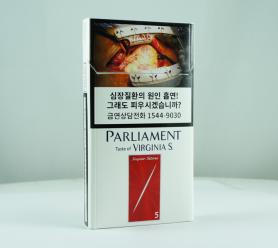 심장질환의 원인 흡연!
그래도 피우시겠습니까?
금연상담전화 1544-9030
PARLIAMENT
Taste of VIRGINIA S.
5